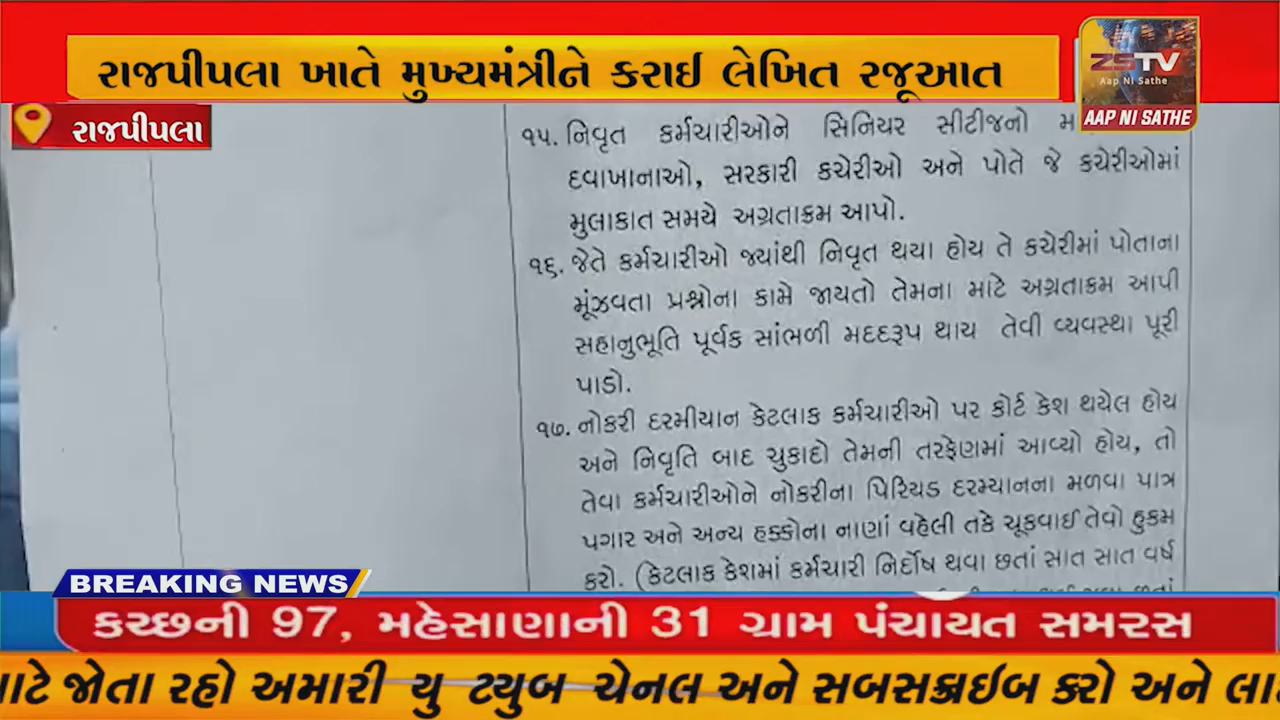 રાજપીપલા ખાતે મુખ્યમંત્રીને કરાઈ લેખિત રજૂઆત
ZSTV
Aap Ni Sathe
AAP NI SATHE
રાજપીપલા
૧૫. નિવૃત કર્મચારીઓને સિનિયર સીટીજનો
દવાખાનાઓ, સરકારી કચેરીઓ અને પોતે જે કચેરીઓમાં
મુલાકાત સમયે અગ્રતાક્રમ આપો.
૧૬. જેતે કર્મચારીઓ જ્યાંથી નિવૃત થયા હોય તે કચેરીમાં પોતાના
મૂંઝવતા પ્રશ્નોના કામે જાયતો તેમના માટે અગ્રતાક્રમ આપી
સહાનુભૂતિ પૂર્વક સાંભળી મદદરૂપ થાય તેવી વ્યવસ્થા પૂરી
પાડો.
૧૭. નોકરી દરમીયાન કેટલાક કર્મચારીઓ પર કોર્ટ કેશ થયેલ હોય
અને નિવૃતિ બાદ ચુકાદો તેમની તરફેણમાં આવ્યો હોય, તો
તેવા કર્મચારીઓને નોકરીના પિરિયડ દરમ્યાનના મળવા પાત્ર
પગાર અને અન્ય હક્કોના નાણાં વહેલી તકે ચૂકવાઈ તેવો હુકમ
કરો. (કેટલાક કેશમાં કર્મચારી નિર્દોષ થવા છતાં સાત સાત વર્ષ
BREAKING NEWS
કચ્છની 97, મહેસાણાની 31 ગ્રામ પંચાયત સમરસ
જોતા રહો અમારી યુ ટ્યુબ ચેનલ અને સબસક્રાઇબ કરો અને